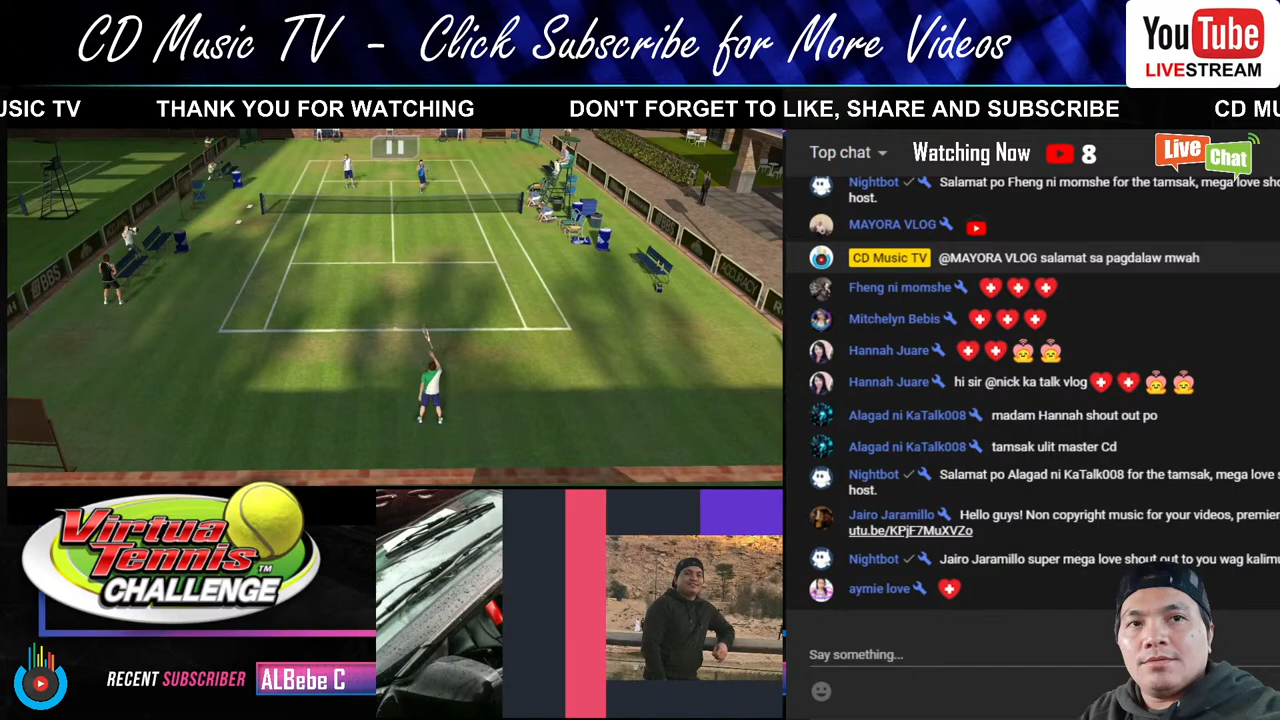 CD Music TV - Click Subscribe for More Videos
YouTube
LIVESTREAM
USIC TV THANK YOU FOR WATCHING DON'T FORGET TO LIKE, SHARE AND SUBSCRIBE CD MU
Top chat
Watching Now 8
Live Chat
Nightbot Salamat po Fheng ni momshe for the tamsak, mega love sho
host.
MAYORA VLOG
CD Music TV @MAYORA VLOG salamat sa pagdalaw mwah
Fheng ni momshe
Mitchelyn Bebis
Hannah Juare
Hannah Juare hi sir @nick ka talk vlog
Alagad ni KaTalk008 madam Hannah shout out po
Alagad ni KaTalk008 tamsak ulit master Cd
Nightbot Salamat po Alagad ni KaTalk008 for the tamsak, mega love s
host.
Jairo Jaramillo Hello guys! Non copyright music for your videos, premier
utu.be/KPjF7MuXVZo
Nightbot Jairo Jaramillo super mega love shout out to you wag kalimu
aymie love
Say something...
BBS
ACCURACY
Virtua
Tennis™
CHALLENGE
RECENT SUBSCRIBER ALBebe C